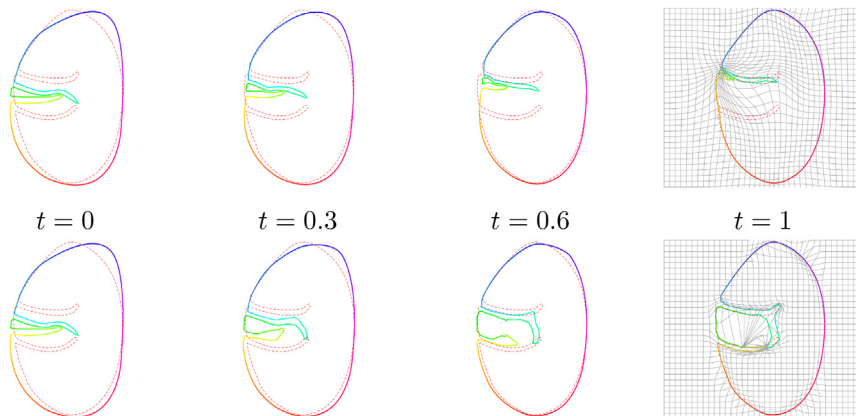 t = 0
t = 0.3
t = 0.6
t = 1